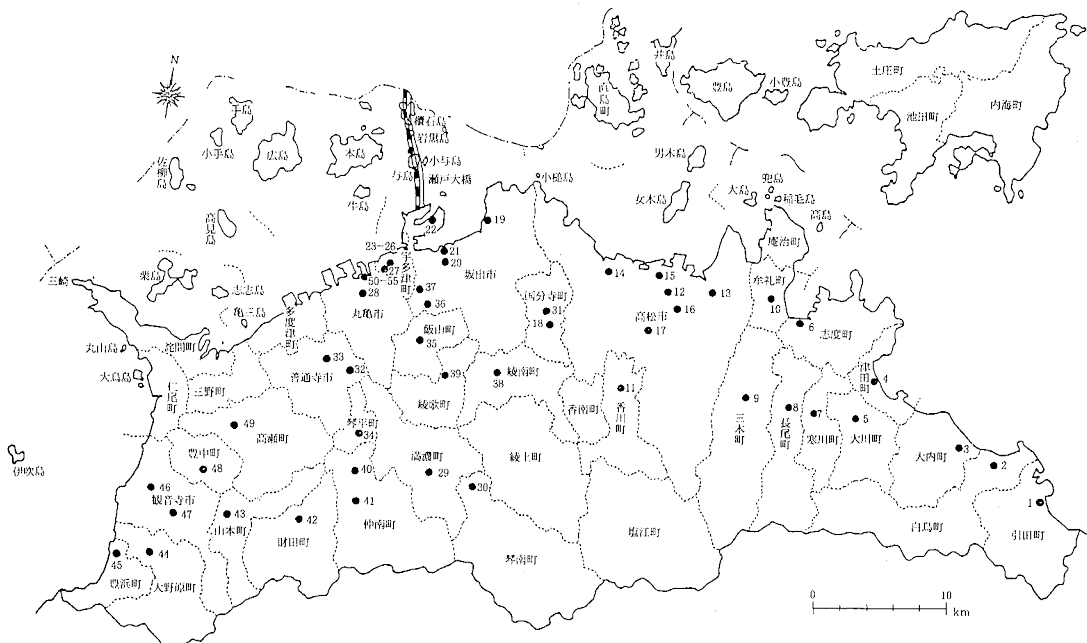 N
手島
小手島
佐柳島
広島
本島
牛島
高見島
粟島
志々島
亀三島
三崎
丸山島
大鳥島
伊吹島
櫃石島
岩黒島
小与島
与島
瀬戸大橋
小槌島
直島町
井島
豊島
小豊島
男木島
女木島
大島
兜島
稲毛島
高島
土庄町
池田町
内海町
庵治町
牟礼町
志度町
津田町
大川町
寒川町
長尾町
三木町
大内町
白鳥町
引田町
高松市
国分寺町
坂出市
宇多津町
丸亀市
飯山町
綾歌町
綾南町
綾上町
香南町
香川町
塩江町
琴南町
満濃町
仲南町
琴平町
善通寺市
多度津町
詫間町
三野町
仁尾町
高瀬町
豊中町
観音寺市
山本町
財田町
大野原町
豊浜町
1
2
3
4
5
6
7
8
9
10
11
12
13
14
15
16
17
18
19
21
22
23~26
27
28
29
29
30
31
32
33
34
35
36
37
38
39
40
41
42
43
44
45
46
47
48
49
50~55
0
10
km